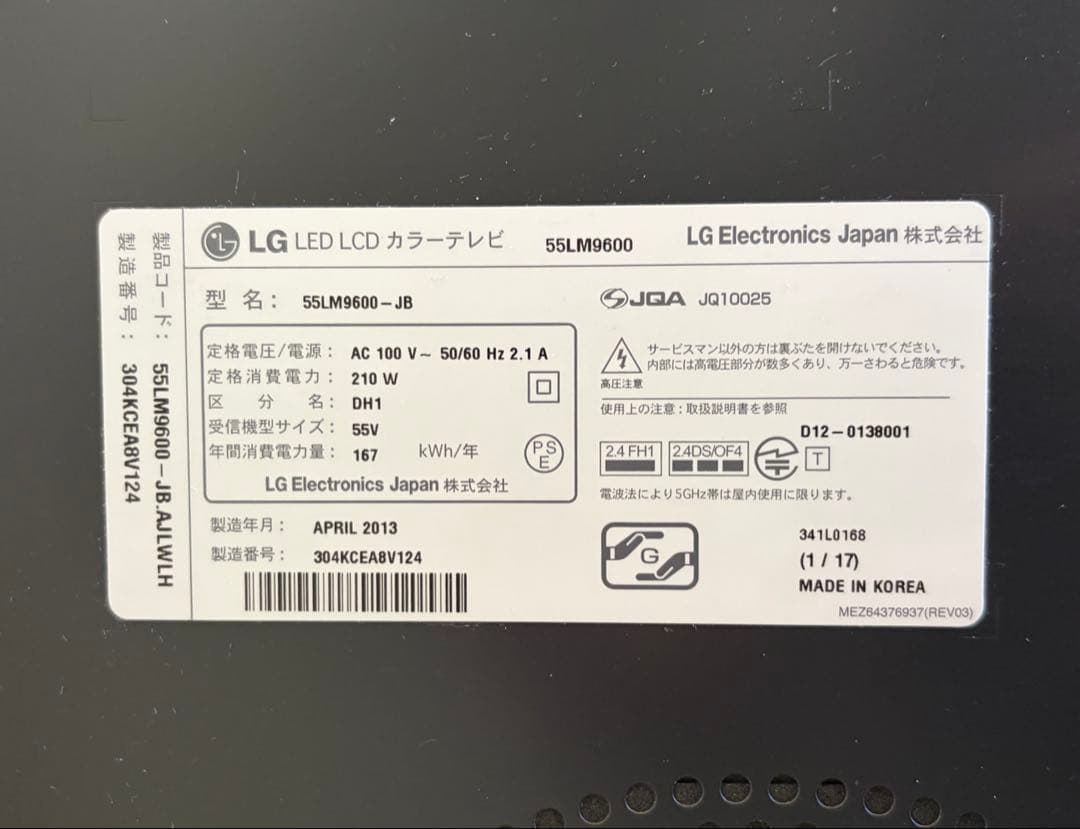 LG LED LCD カラーテレビ 55LM9600 LG Electronics Japan 株式会社
製品コード: 55LM9600-JB.AJLWLH
製造番号: 304KCEA8V124
型 名: 55LM9600-JB
定格電圧/電源: AC 100 V~ 50/60 Hz 2.1 A
定格消費電力: 210 W
区 分 名: DH1
受信機型サイズ: 55V
年間消費電力量: 167 kWh/年
PS
E
LG Electronics Japan 株式会社
製造年月: APRIL 2013
製造番号: 304KCEA8V124
JQA JQ10025
サービスマン以外の方は裏ぶたを開けないでください。
内部には高電圧部分が数多くあり、万一さわると危険です。
高圧注意
使用上の注意:取扱説明書を参照
D12-0138001
2.4 FH1 2.4DS/OF4 T
電波法により5GHz帯は屋内使用に限ります。
G
341L0168
(1 / 17)
MADE IN KOREA
MEZ64376937(REV03)